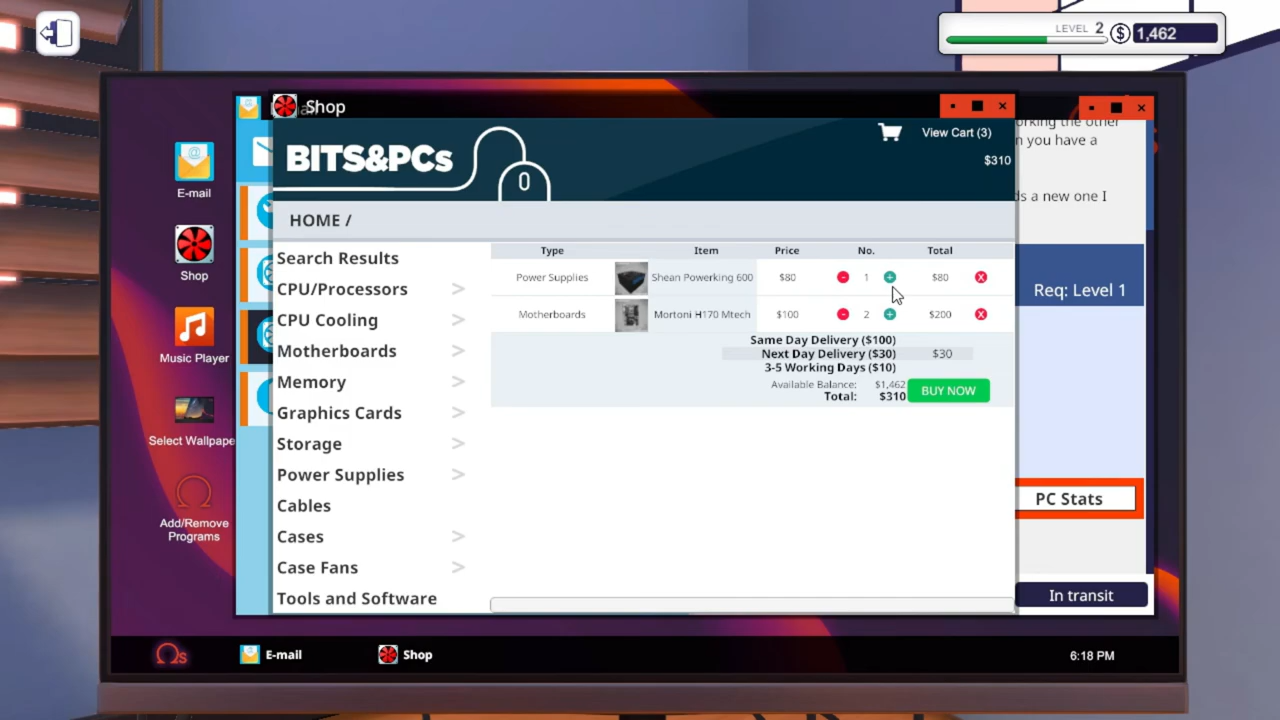 LEVEL 2
$ 1,462
Shop
View Cart (3)
$310
BITS&PCs
HOME /
Search Results
CPU/Processors >
CPU Cooling >
Motherboards >
Memory >
Graphics Cards >
Storage >
Power Supplies >
Cables
Cases >
Case Fans >
Tools and Software
Type Item Price No. Total
Power Supplies Shean Powerking 600 $80 1 $80
Motherboards Mortoni H170 Mtech $100 2 $200
Same Day Delivery ($100)
Next Day Delivery ($30) $30
3-5 Working Days ($10)
Available Balance: $1,462
Total: $310
BUY NOW
orking the other
n you have a
ds a new one I
Req: Level 1
PC Stats
In transit
E-mail
Shop
Music Player
Select Wallpape
Add/Remove
Programs
Ωs
E-mail
Shop
6:18 PM